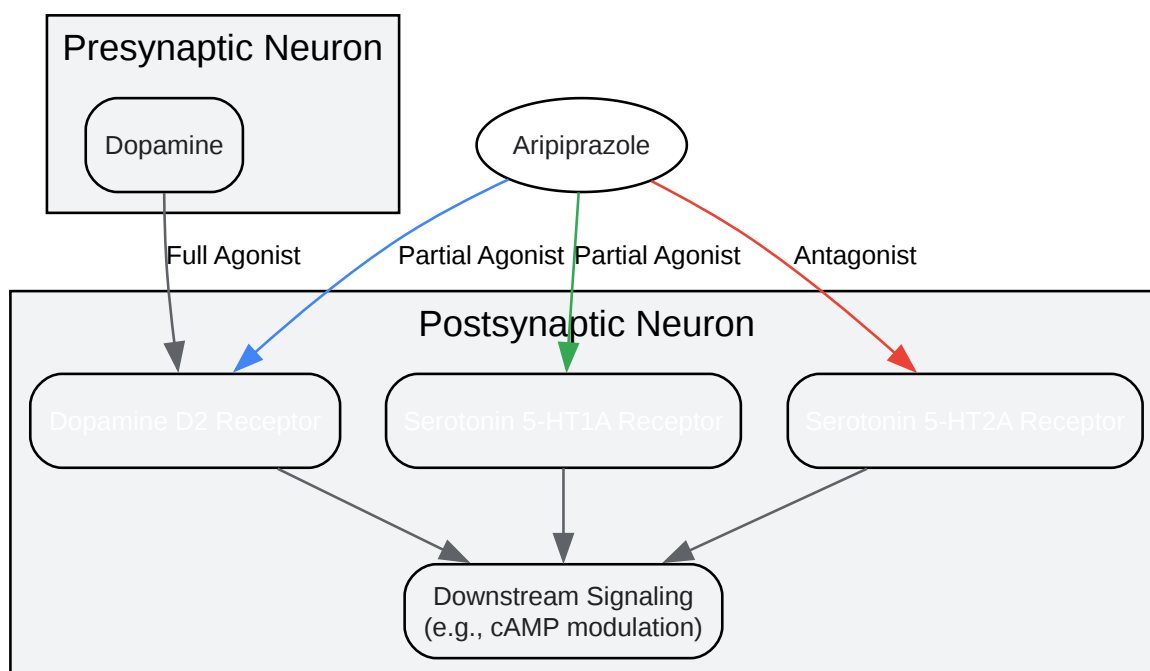 Presynaptic Neuron
Dopamine
Aripiprazole
Full Agonist
Partial Agonist
Partial Agonist
Antagonist
Postsynaptic Neuron
Dopamine D2 Receptor
Serotonin 5-HT1A Receptor
Serotonin 5-HT2A Receptor
Downstream Signaling
(e.g., cAMP modulation)